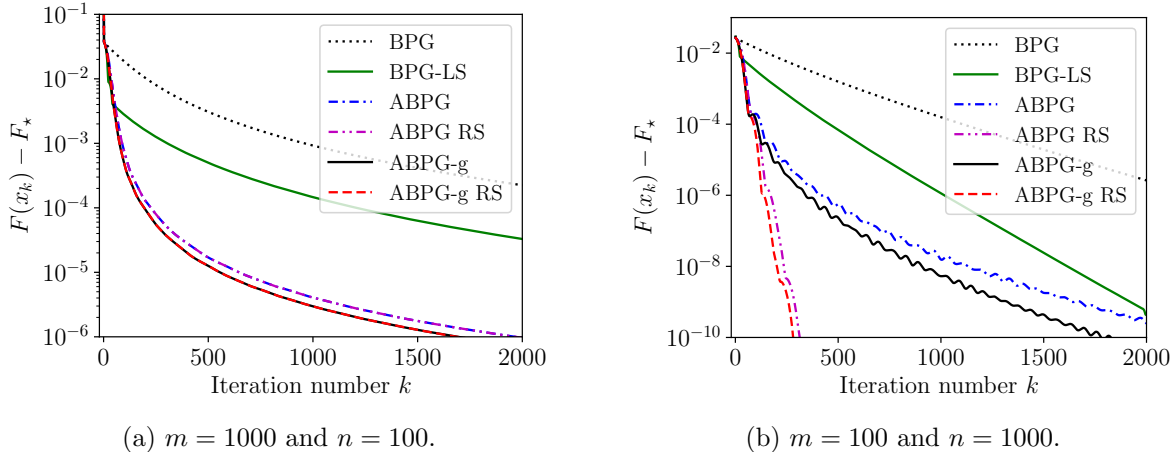 10^{-1}
10^{-2}
10^{-3}
10^{-4}
10^{-5}
10^{-6}
F(x_k) − F_⋆
0
500
1000
1500
2000
Iteration number k
BPG
BPG-LS
ABPG
ABPG RS
ABPG-g
ABPG-g RS
(a) m = 1000 and n = 100.
10^{-2}
10^{-4}
10^{-6}
10^{-8}
10^{-10}
F(x_k) − F_⋆
0
500
1000
1500
2000
Iteration number k
BPG
BPG-LS
ABPG
ABPG RS
ABPG-g
ABPG-g RS
(b) m = 100 and n = 1000.